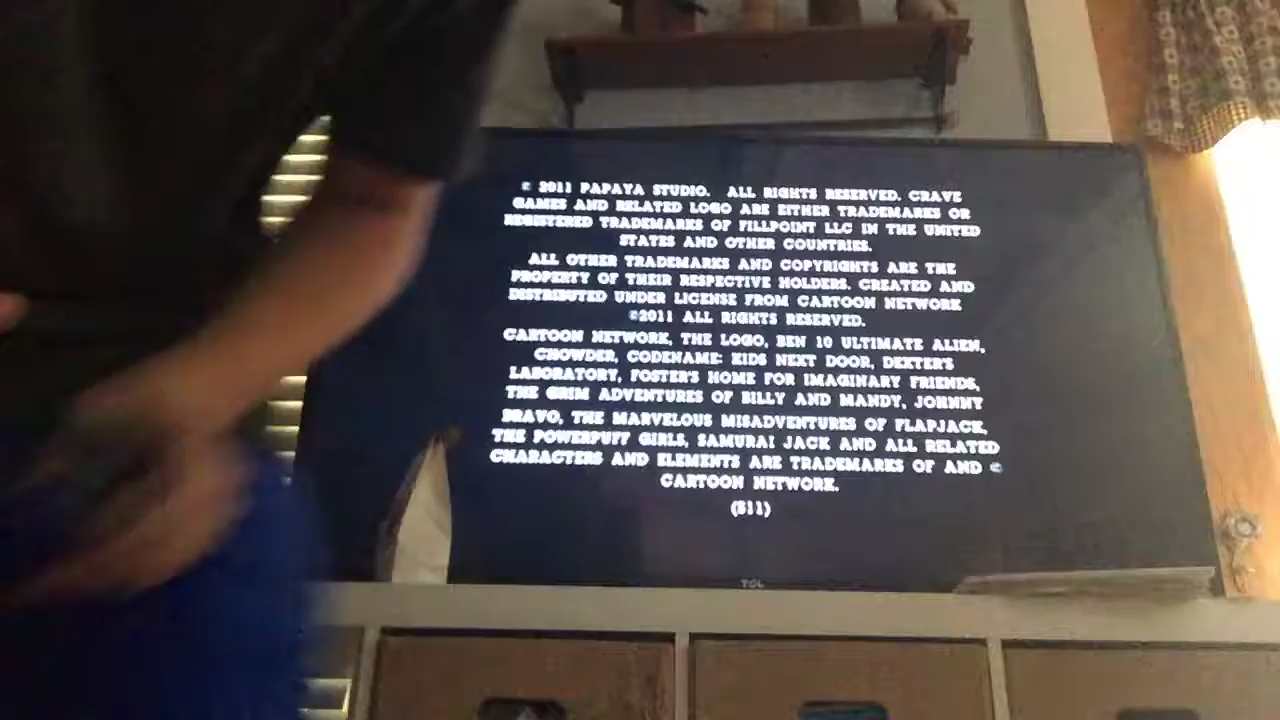 © 2011 PAPAYA STUDIO. ALL RIGHTS RESERVED. CRAVE
GAMES AND RELATED LOGO ARE EITHER TRADEMARKS OR
REGISTERED TRADEMARKS OF FILLPOINT LLC IN THE UNITED
STATES AND OTHER COUNTRIES.
ALL OTHER TRADEMARKS AND COPYRIGHTS ARE THE
PROPERTY OF THEIR RESPECTIVE HOLDERS. CREATED AND
DISTRIBUTED UNDER LICENSE FROM CARTOON NETWORK
©2011 ALL RIGHTS RESERVED.
CARTOON NETWORK, THE LOGO, BEN 10 ULTIMATE ALIEN,
CHOWDER, CODENAME: KIDS NEXT DOOR, DEXTER'S
LABORATORY, FOSTER'S HOME FOR IMAGINARY FRIENDS,
THE GRIM ADVENTURES OF BILLY AND MANDY, JOHNNY
BRAVO, THE MARVELOUS MISADVENTURES OF FLAPJACK,
THE POWERPUFF GIRLS, SAMURAI JACK AND ALL RELATED
CHARACTERS AND ELEMENTS ARE TRADEMARKS OF AND ©
CARTOON NETWORK.
(S11)
TCL